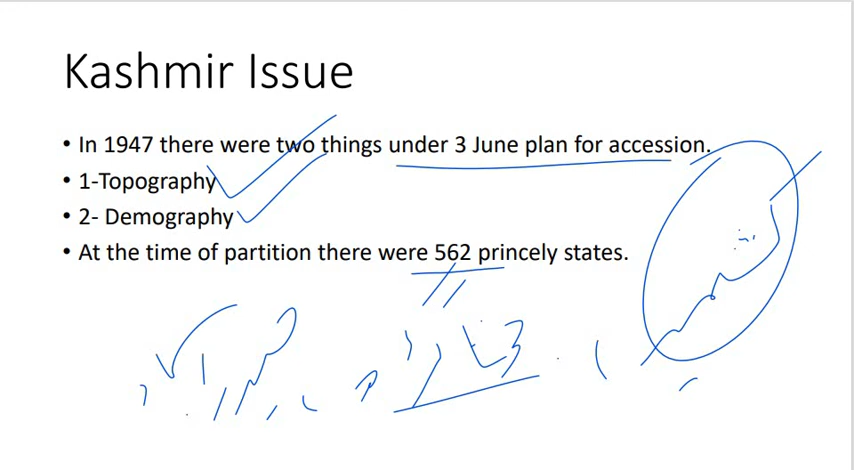 Kashmir Issue
• In 1947 there were two things under 3 June plan for accession.
• 1-Topography
• 2- Demography
• At the time of partition there were 562 princely states.